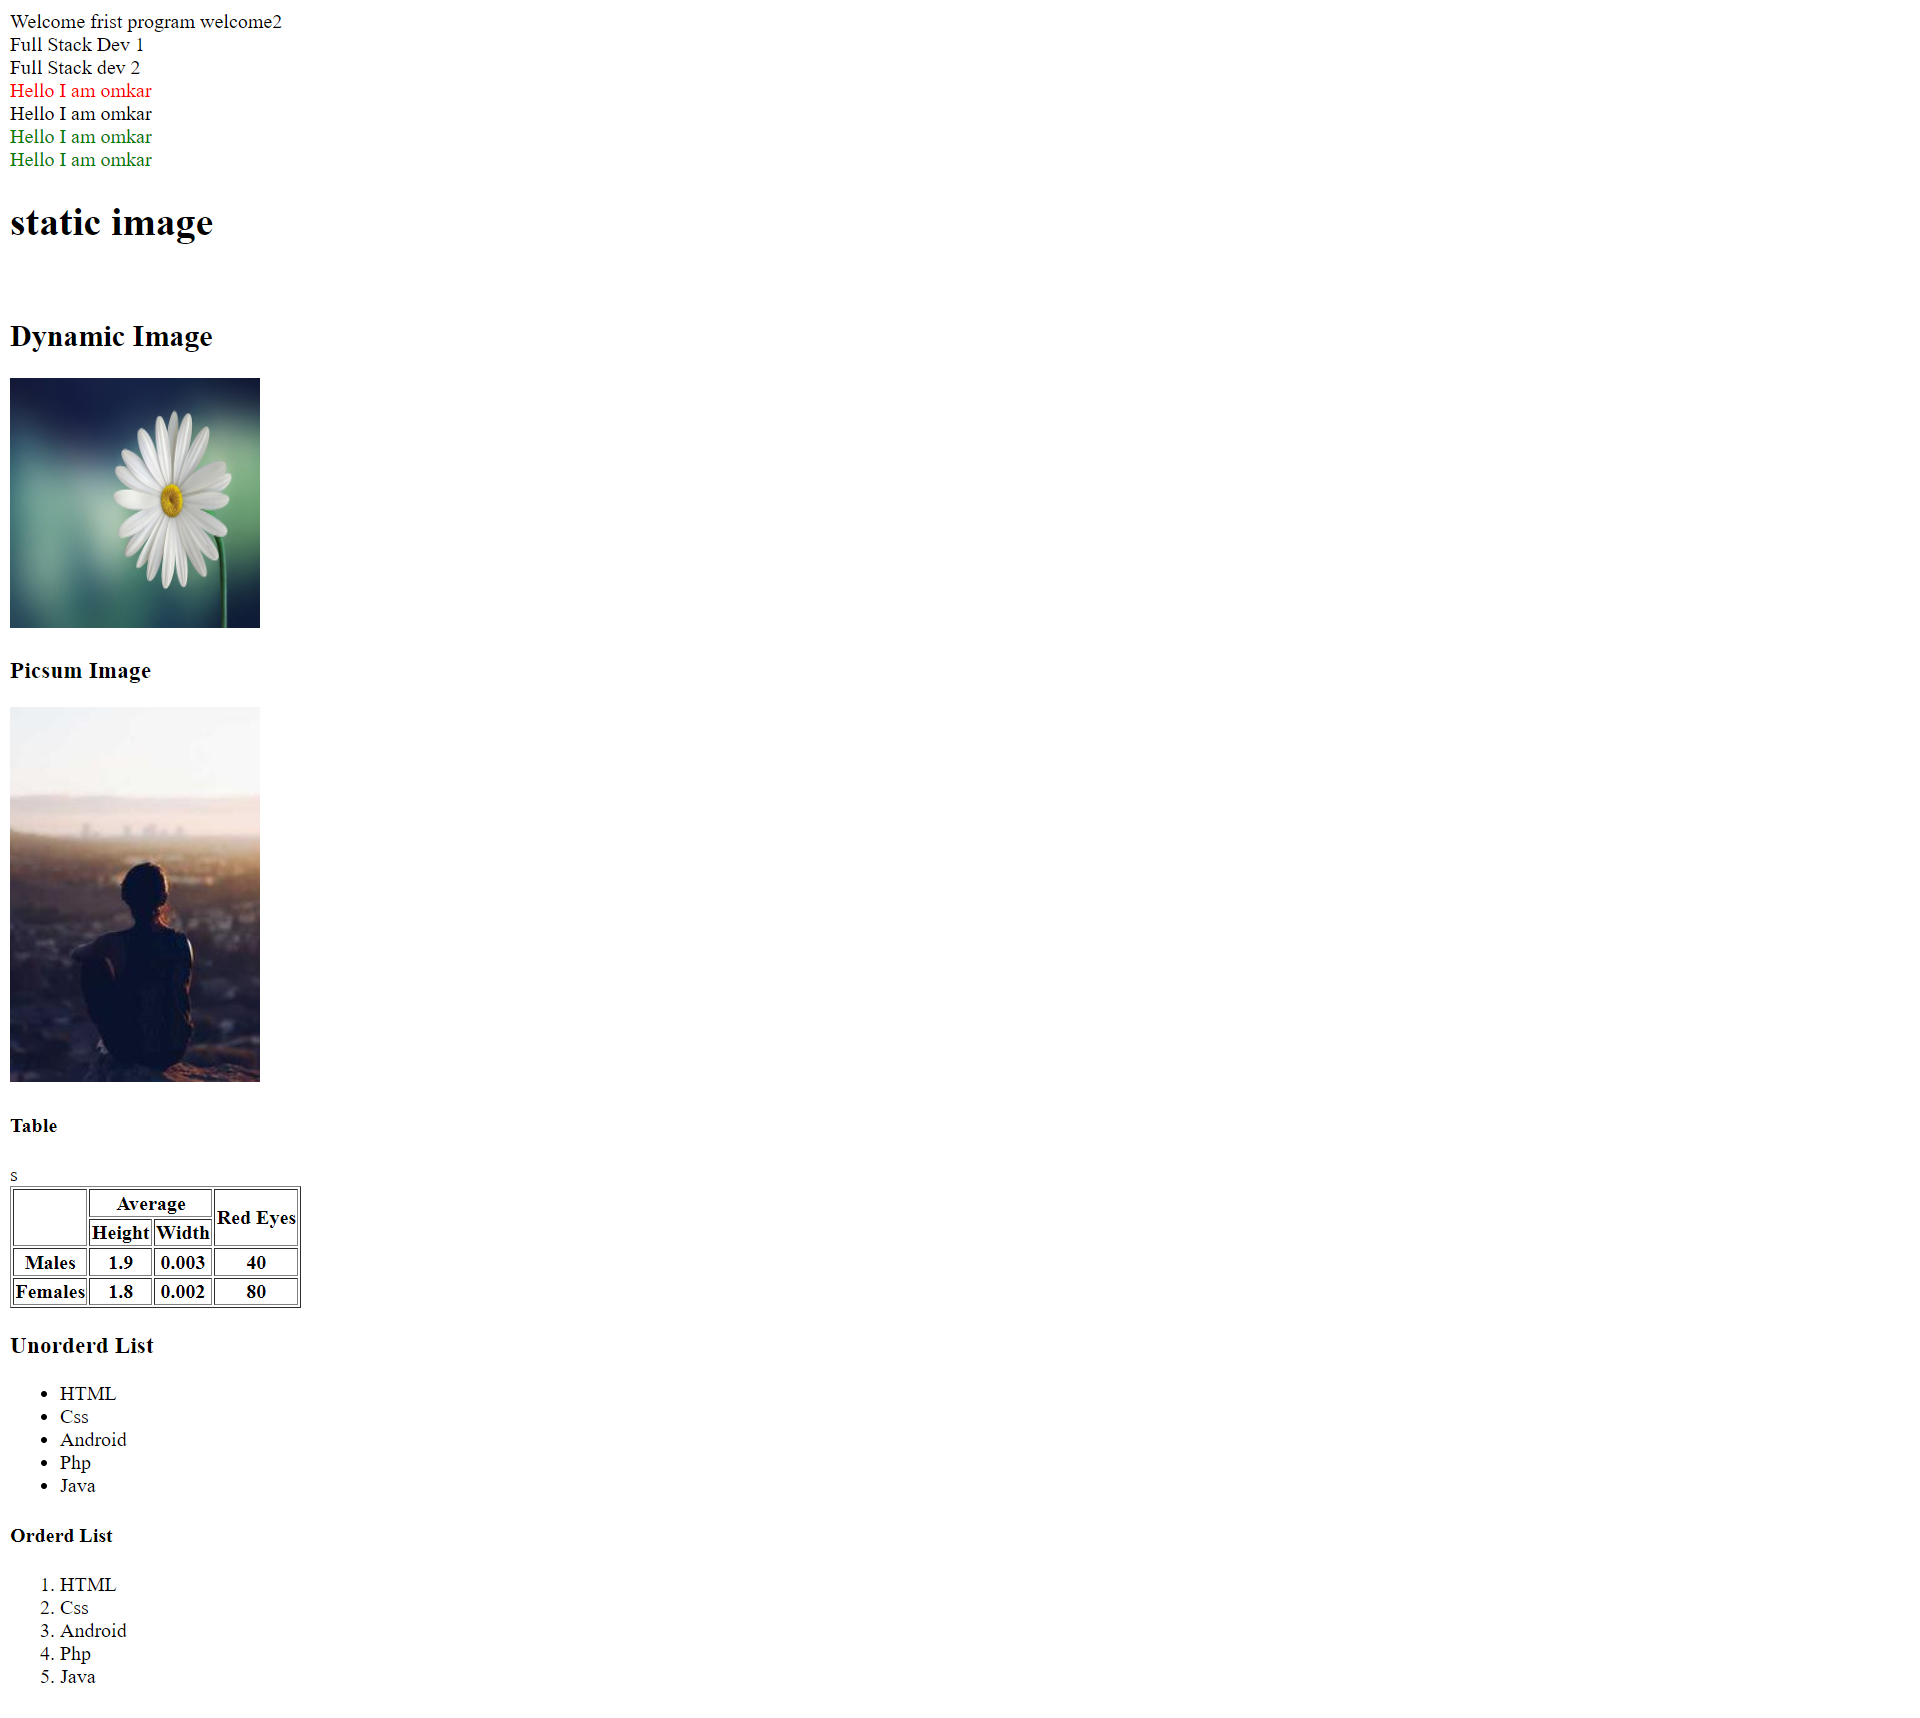 Welcome frist program welcome2
Full Stack Dev 1
Full Stack dev 2
Hello I am omkar
Hello I am omkar
Hello I am omkar
Hello I am omkar
static image
Dynamic Image
Picsum Image
Table
s
Average Red Eyes
Height Width
Males 1.9 0.003 40
Females 1.8 0.002 80
Unorderd List
• HTML
• Css
• Android
• Php
• Java
Orderd List
1. HTML
2. Css
3. Android
4. Php
5. Java